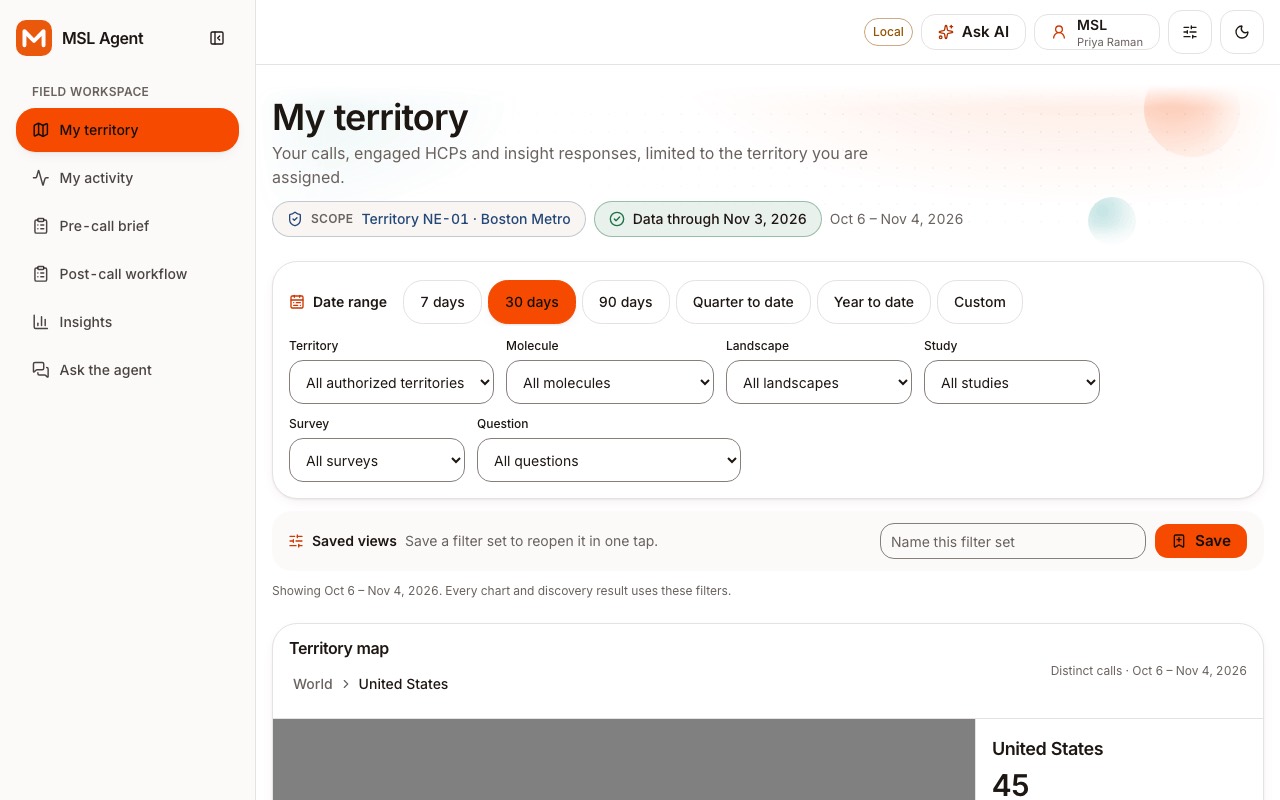 MSL Agent
Local
Ask AI
MSL
Priya Raman
FIELD WORKSPACE
My territory
My activity
Pre-call brief
Post-call workflow
Insights
Ask the agent
My territory
Your calls, engaged HCPs and insight responses, limited to the territory you are
assigned.
SCOPE Territory NE-01 · Boston Metro
Data through Nov 3, 2026
Oct 6 – Nov 4, 2026
Date range
7 days
30 days
90 days
Quarter to date
Year to date
Custom
Territory
Molecule
Landscape
Study
All authorized territories
All molecules
All landscapes
All studies
Survey
Question
All surveys
All questions
Saved views Save a filter set to reopen it in one tap.
Name this filter set
Save
Showing Oct 6 – Nov 4, 2026. Every chart and discovery result uses these filters.
Territory map
World > United States
Distinct calls · Oct 6 – Nov 4, 2026
United States
45